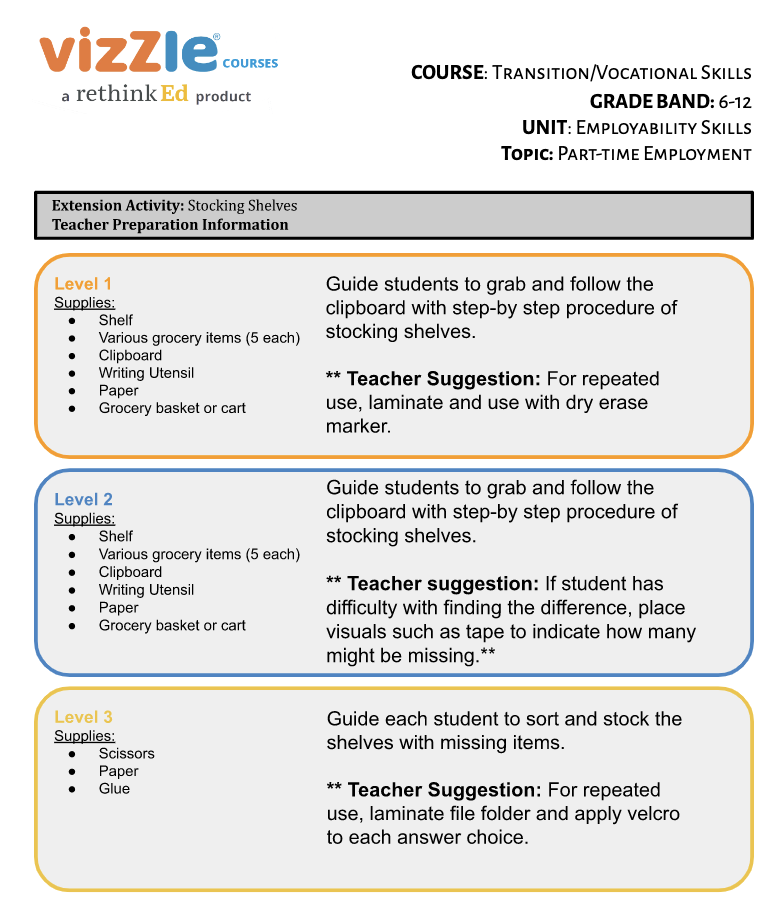 vizZle® COURSES
a rethinkEd product
COURSE: Transition/Vocational Skills
GRADE BAND: 6-12
UNIT: Employability Skills
Topic: Part-time Employment
Extension Activity: Stocking Shelves
Teacher Preparation Information
Level 1
Supplies:
● Shelf
● Various grocery items (5 each)
● Clipboard
● Writing Utensil
● Paper
● Grocery basket or cart
Guide students to grab and follow the
clipboard with step-by step procedure of
stocking shelves.
** Teacher Suggestion: For repeated
use, laminate and use with dry erase
marker.
Level 2
Supplies:
● Shelf
● Various grocery items (5 each)
● Clipboard
● Writing Utensil
● Paper
● Grocery basket or cart
Guide students to grab and follow the
clipboard with step-by step procedure of
stocking shelves.
** Teacher suggestion: If student has
difficulty with finding the difference, place
visuals such as tape to indicate how many
might be missing.**
Level 3
Supplies:
● Scissors
● Paper
● Glue
Guide each student to sort and stock the
shelves with missing items.
** Teacher Suggestion: For repeated
use, laminate file folder and apply velcro
to each answer choice.